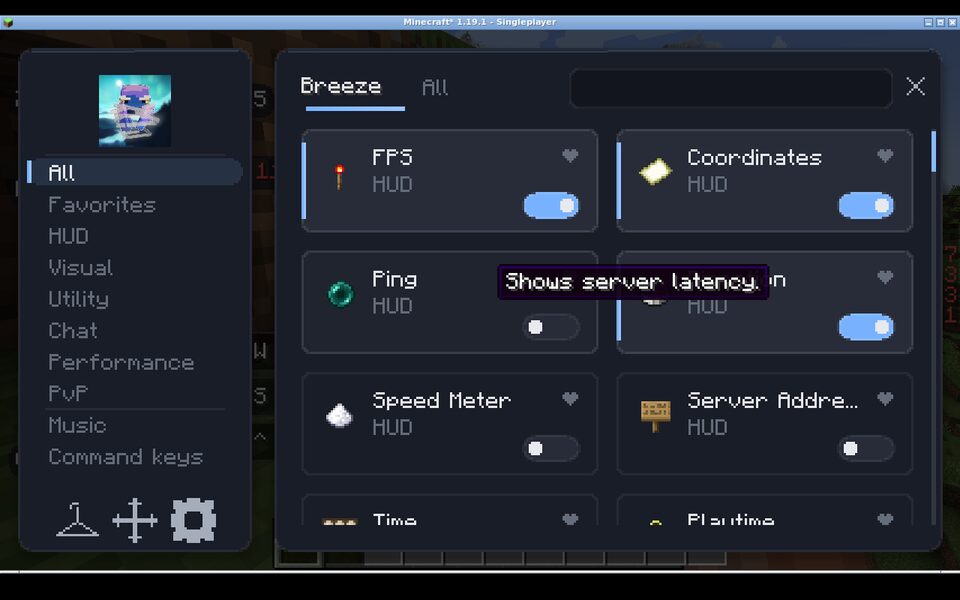 Minecraft* 1.19.1 - Singleplayer
Breeze
All
All
Favorites
HUD
Visual
Utility
Chat
Performance
PvP
Music
Command keys
FPS
HUD
Coordinates
HUD
Ping
HUD
Shows server latency.
HUD
Speed Meter
HUD
Server Addre...
HUD
Time
Playtime
5
W
S